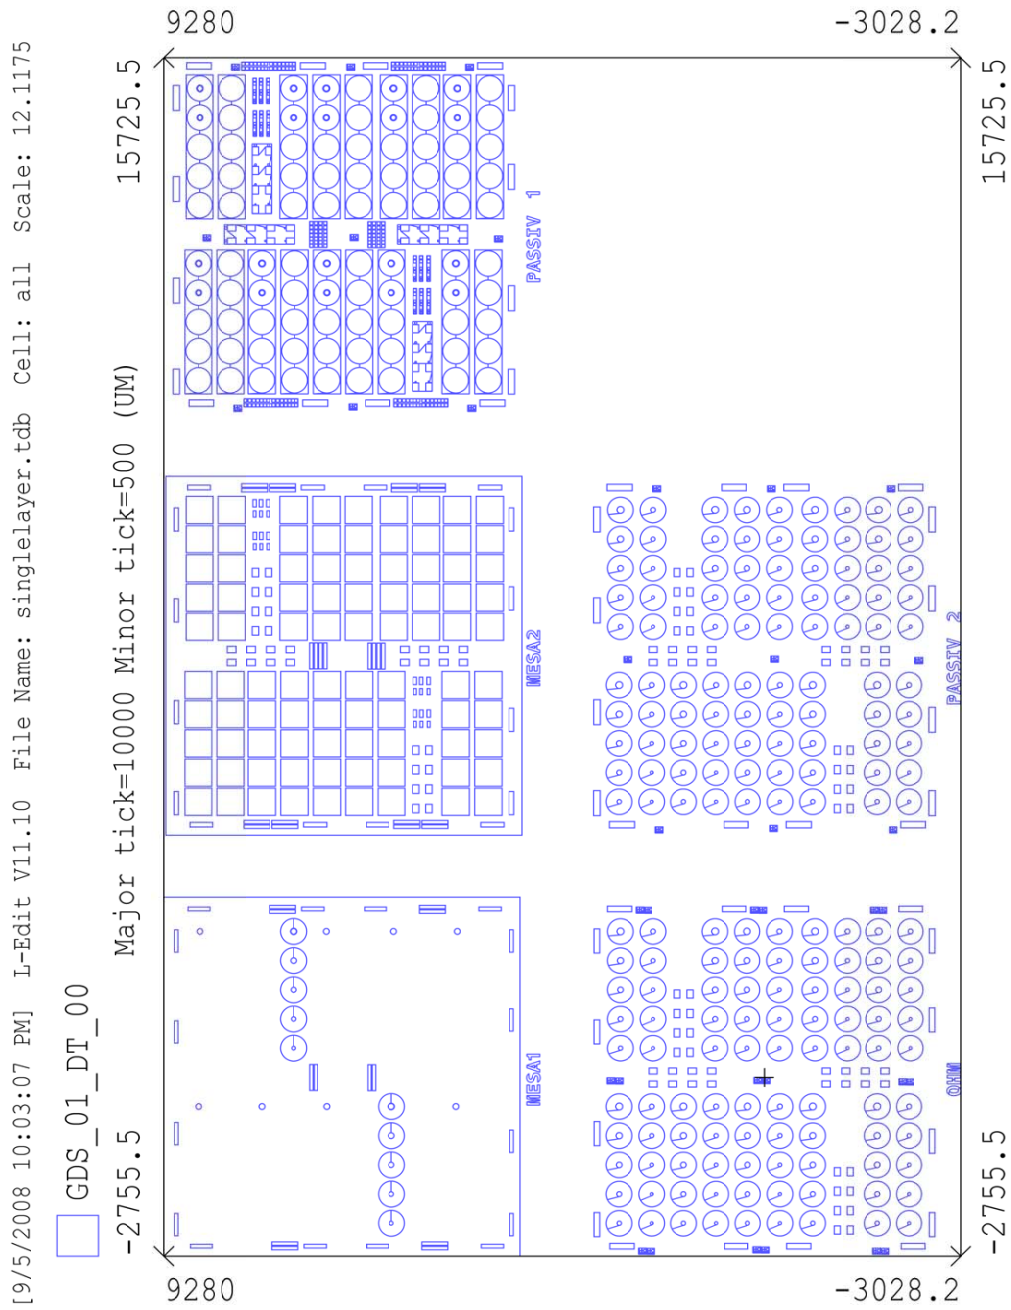 [9/5/2008 10:03:07 PM] L-Edit V11.10 File Name: singlelayer.tdb Cell: all Scale: 12.1175
GDS_01_DT_00
Major tick=10000 Minor tick=500 (UM)
-2755.5
15725.5
9280
9280
MESA1
MESA2
PASSIV 1
OHM
PASSIV 2
-3028.2
-3028.2
-2755.5
15725.5